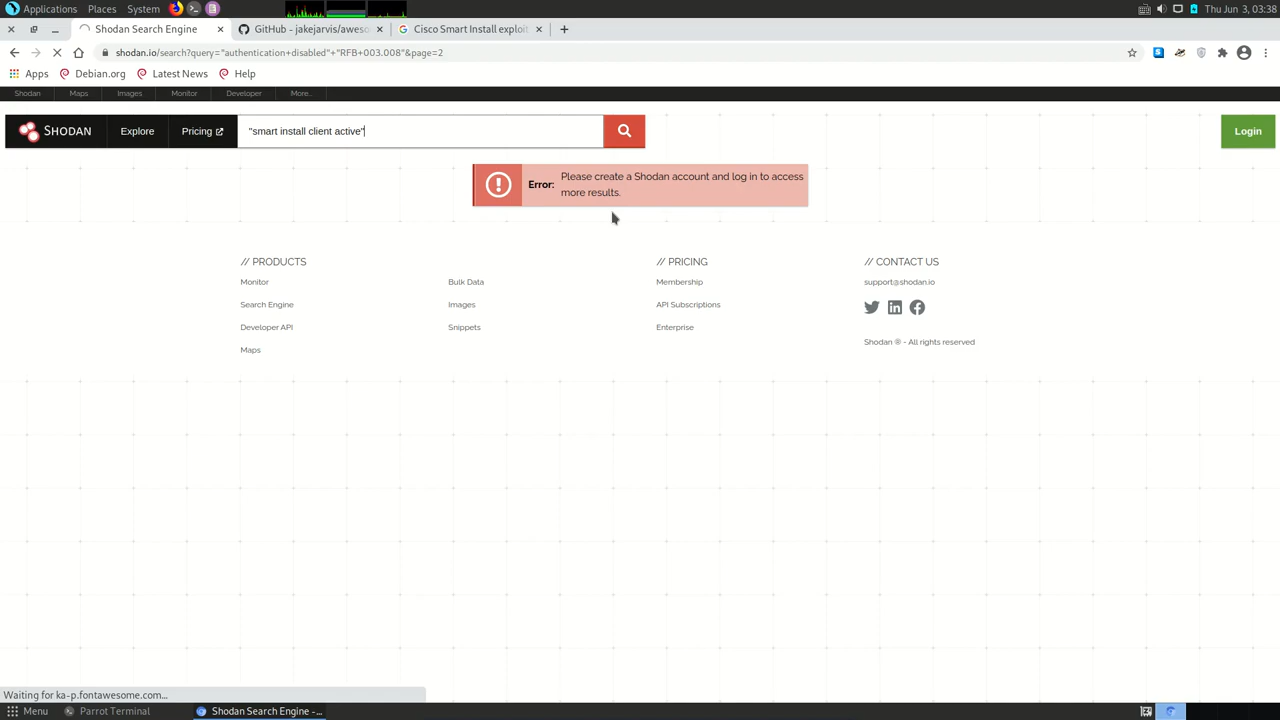 Applications Places System Thu Jun 3, 03:38
Shodan Search Engine GitHub - jakejarvis/aweso Cisco Smart Install exploit
shodan.io/search?query="authentication+disabled"+"RFB+003.008"&page=2
Apps Debian.org Latest News Help
Shodan Maps Images Monitor Developer More...
SHODAN Explore Pricing "smart install client active" Login
Error: Please create a Shodan account and log in to access
more results.
// PRODUCTS // PRICING // CONTACT US
Monitor Bulk Data Membership support@shodan.io
Search Engine Images API Subscriptions
Developer API Snippets Enterprise
Maps Shodan ® - All rights reserved
Waiting for ka-p.fontawesome.com...
Menu Parrot Terminal Shodan Search Engine -...